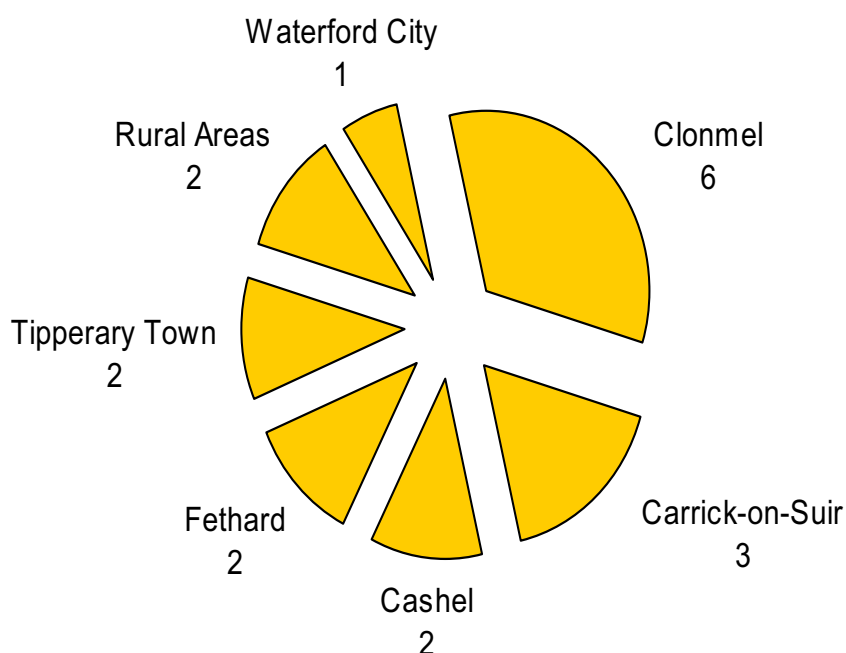 Waterford City
1
Clonmel
6
Rural Areas
2
Tipperary Town
2
Carrick-on-Suir
3
Fethard
2
Cashel
2